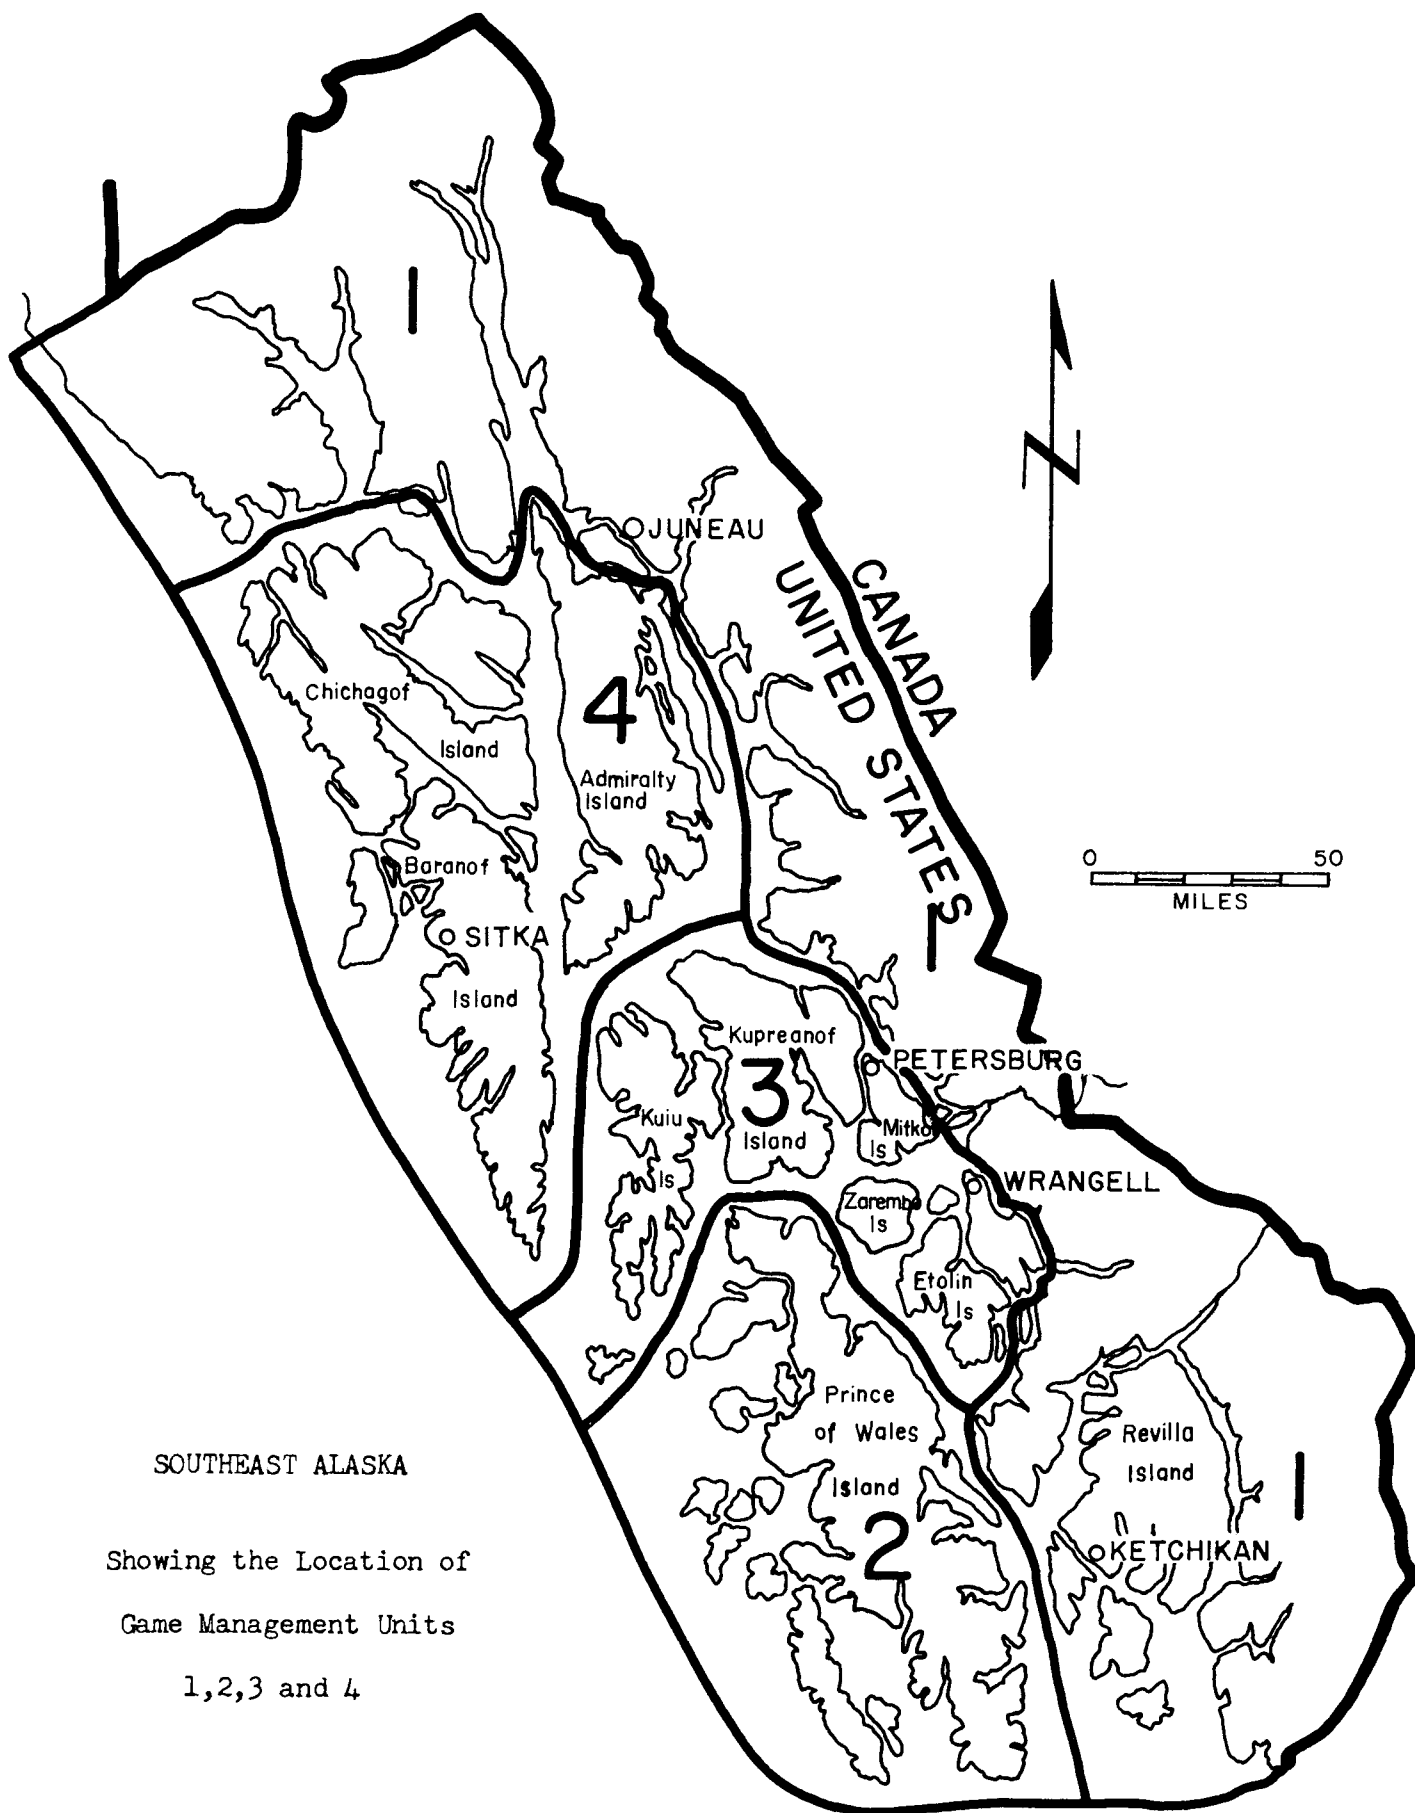 1
N
JUNEAU
CANADA
UNITED STATES
Chichagof
Island
4
Admiralty
Island
0 50
MILES
Baranof
SITKA
Island
1
Kupreanof
PETERSBURG
3
Kuiu
Is
Island
Mitkof
Is
WRANGELL
Zarembo
Is
Etolin
Is
Prince
of Wales
Island
2
Revilla
Island
1
KETCHIKAN
SOUTHEAST ALASKA
Showing the Location of
Game Management Units
1,2,3 and 4